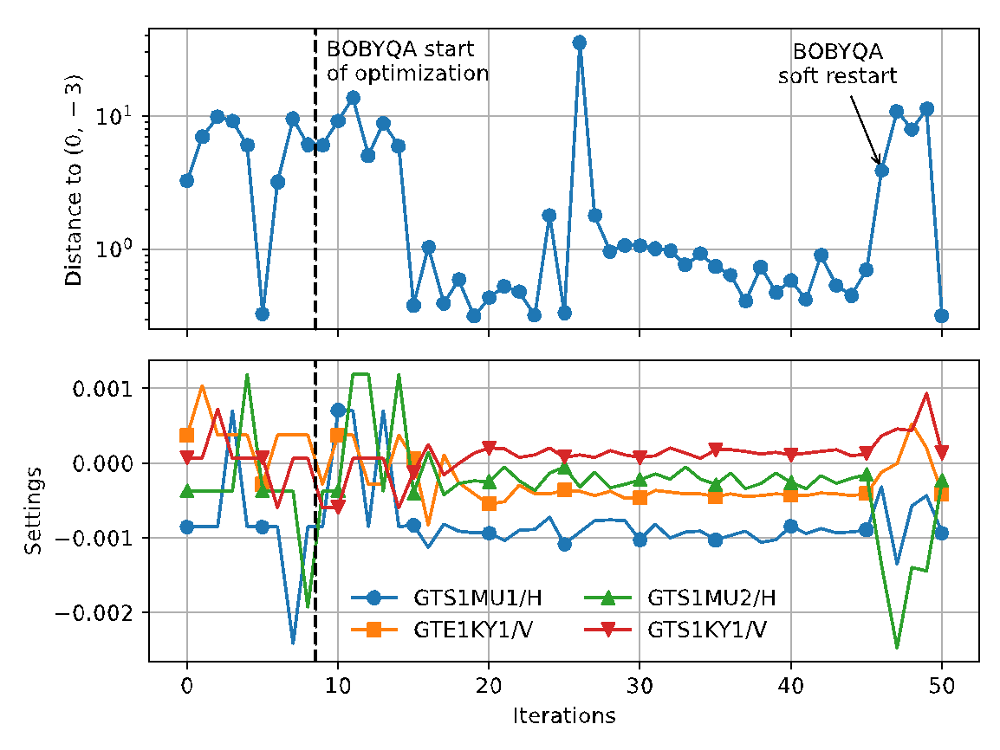 BOBYQA start
of optimization
BOBYQA
soft restart
Distance to (0, − 3)
10¹
10⁰
Settings
0.001
0.000
−0.001
−0.002
GTS1MU1/H
GTE1KY1/V
GTS1MU2/H
GTS1KY1/V
0 10 20 30 40 50
Iterations